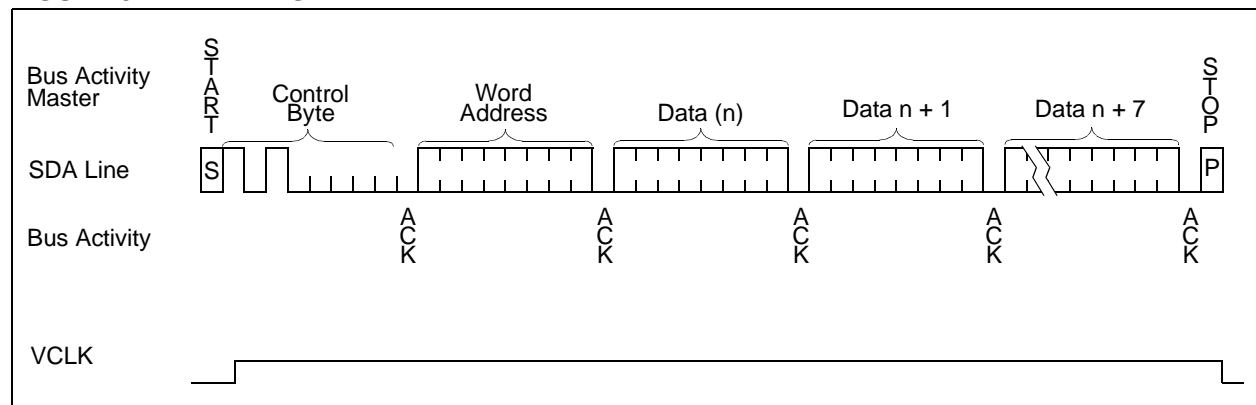 START
Bus Activity
Master
Control
Byte
Word
Address
Data (n)
Data n + 1
Data n + 7
STOP
SDA Line
S
P
Bus Activity
ACK
ACK
ACK
ACK
ACK
VCLK